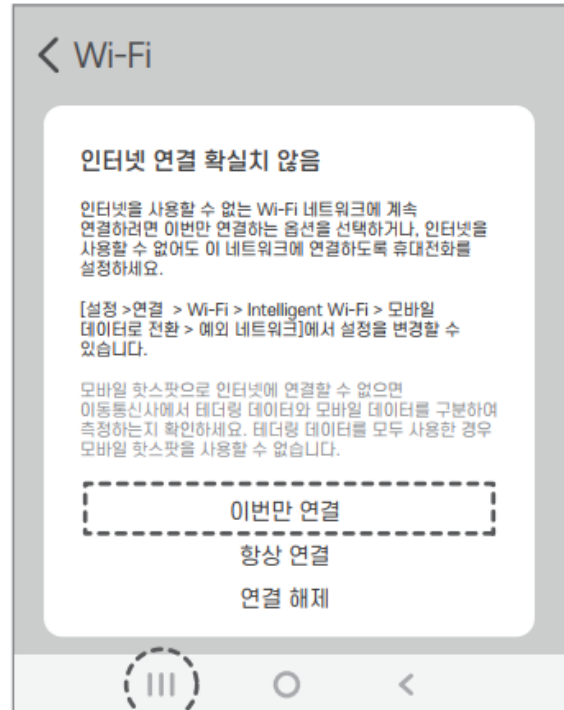 Wi-Fi
인터넷 연결 확실치 않음
인터넷을 사용할 수 없는 Wi-Fi 네트워크에 계속
연결하려면 이번만 연결하는 옵션을 선택하거나, 인터넷을
사용할 수 없어도 이 네트워크에 연결하도록 휴대전화를
설정하세요.
[설정 >연결 > Wi-Fi > Intelligent Wi-Fi > 모바일
데이터로 전환 > 예외 네트워크]에서 설정을 변경할 수
있습니다.
모바일 핫스팟으로 인터넷에 연결할 수 없으면
이동통신사에서 테더링 데이터와 모바일 데이터를 구분하여
측정하는지 확인하세요. 테더링 데이터를 모두 사용한 경우
모바일 핫스팟을 사용할 수 없습니다.
이번만 연결
항상 연결
연결 해제